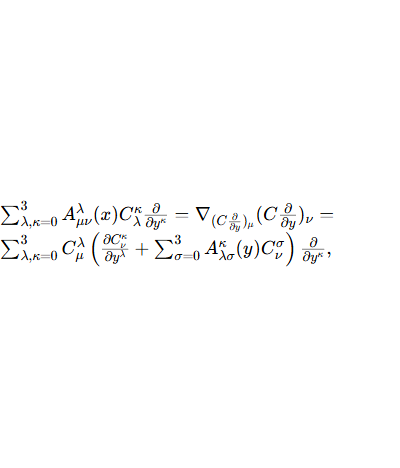 $\sum_{\lambda,\kappa=0}^{3} A_{\mu\nu}^{\lambda}(x) C_{\lambda}^{\kappa} \frac{\partial}{\partial y^{\kappa}} = \nabla_{(C\frac{\partial}{\partial y})_{\mu}} (C\frac{\partial}{\partial y})_{\nu} =$
$\sum_{\lambda,\kappa=0}^{3} C_{\mu}^{\lambda} \left( \frac{\partial C_{\nu}^{\kappa}}{\partial y^{\lambda}} + \sum_{\sigma=0}^{3} A_{\lambda\sigma}^{\kappa}(y) C_{\nu}^{\sigma} \right) \frac{\partial}{\partial y^{\kappa}},$